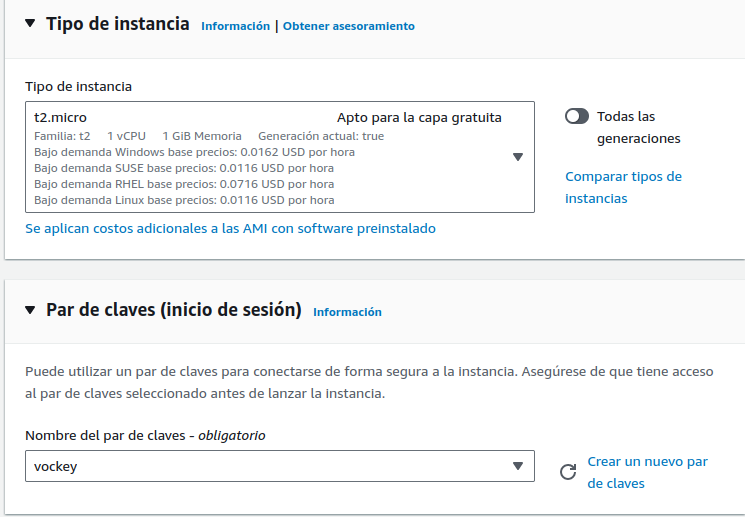 Tipo de instancia Información | Obtener asesoramiento
Tipo de instancia
t2.micro Apto para la capa gratuita
Familia: t2 1 vCPU 1 GiB Memoria Generación actual: true
Bajo demanda Windows base precios: 0.0162 USD por hora
Bajo demanda SUSE base precios: 0.0116 USD por hora
Bajo demanda RHEL base precios: 0.0716 USD por hora
Bajo demanda Linux base precios: 0.0116 USD por hora
Todas las
generaciones
Comparar tipos de
instancias
Se aplican costos adicionales a las AMI con software preinstalado
Par de claves (inicio de sesión) Información
Puede utilizar un par de claves para conectarse de forma segura a la instancia. Asegúrese de que tiene acceso
al par de claves seleccionado antes de lanzar la instancia.
Nombre del par de claves - obligatorio
vockey
Crear un nuevo par
de claves